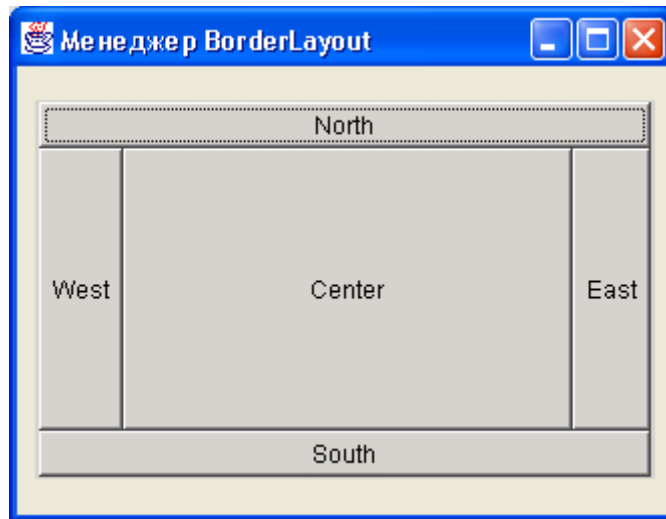 Менеджер BorderLayout
North
West Center East
South